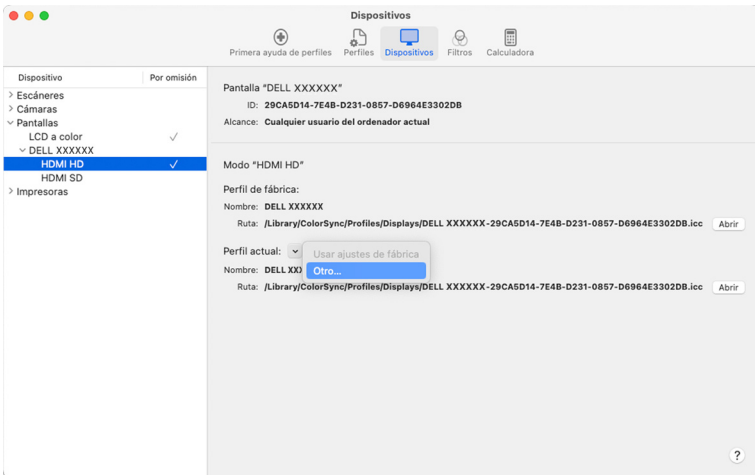 Dispositivos
Primera ayuda de perfiles Perfiles Dispositivos Filtros Calculadora
Dispositivo Por omisión
Escáneres
Cámaras
Pantallas
LCD a color
DELL XXXXXX
HDMI HD
HDMI SD
Impresoras
Pantalla "DELL XXXXXX"
ID: 29CA5D14-7E4B-D231-0857-D6964E3302DB
Alcance: Cualquier usuario del ordenador actual
Modo "HDMI HD"
Perfil de fábrica:
Nombre: DELL XXXXXX
Ruta: /Library/ColorSync/Profiles/Displays/DELL XXXXXX-29CA5D14-7E4B-D231-0857-D6964E3302DB.icc Abrir
Perfil actual:
Usar ajustes de fábrica
Otro...
Nombre: DELL XX
Ruta: /Library/ColorSync/Profiles/Displays/DELL XXXXXX-29CA5D14-7E4B-D231-0857-D6964E3302DB.icc Abrir
?